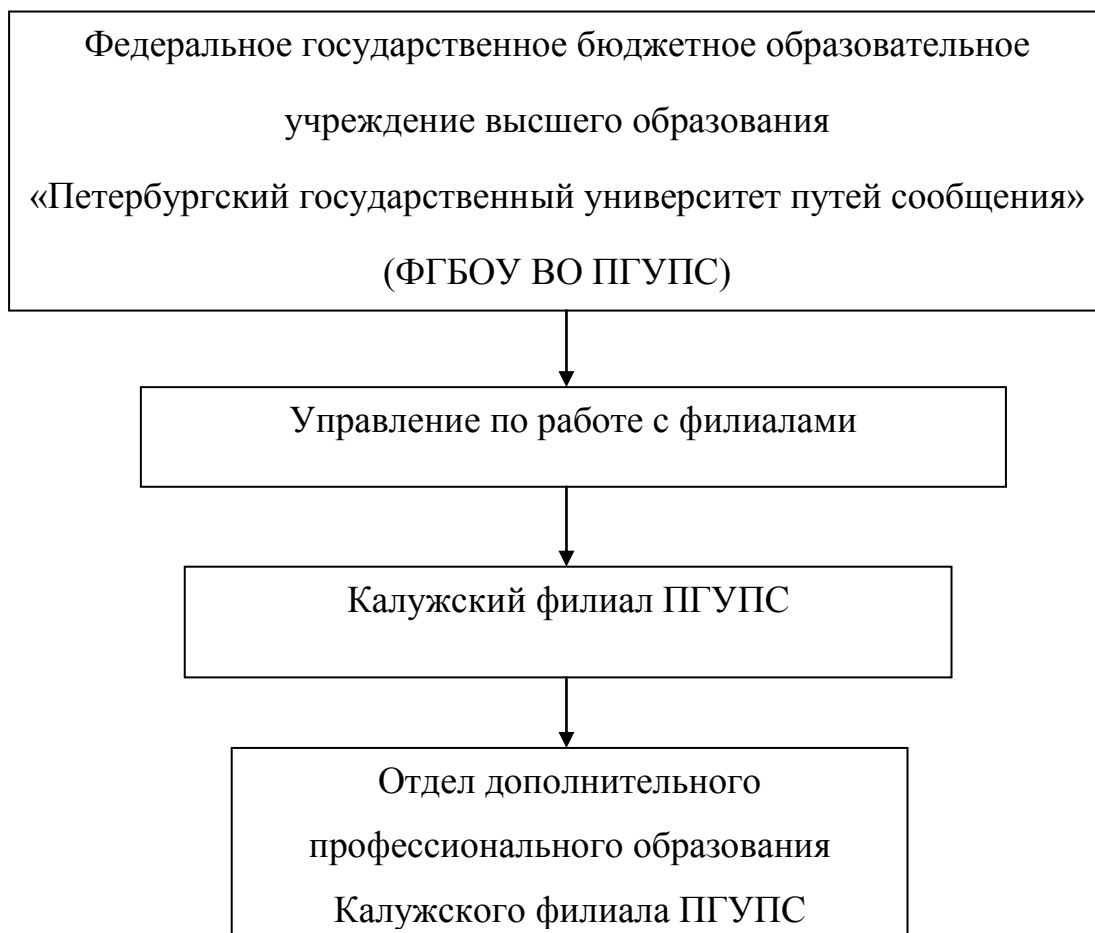 Федеральное государственное бюджетное образовательное
учреждение высшего образования
«Петербургский государственный университет путей сообщения»
(ФГБОУ ВО ПГУПС)
Управление по работе с филиалами
Калужский филиал ПГУПС
Отдел дополнительного
профессионального образования
Калужского филиала ПГУПС